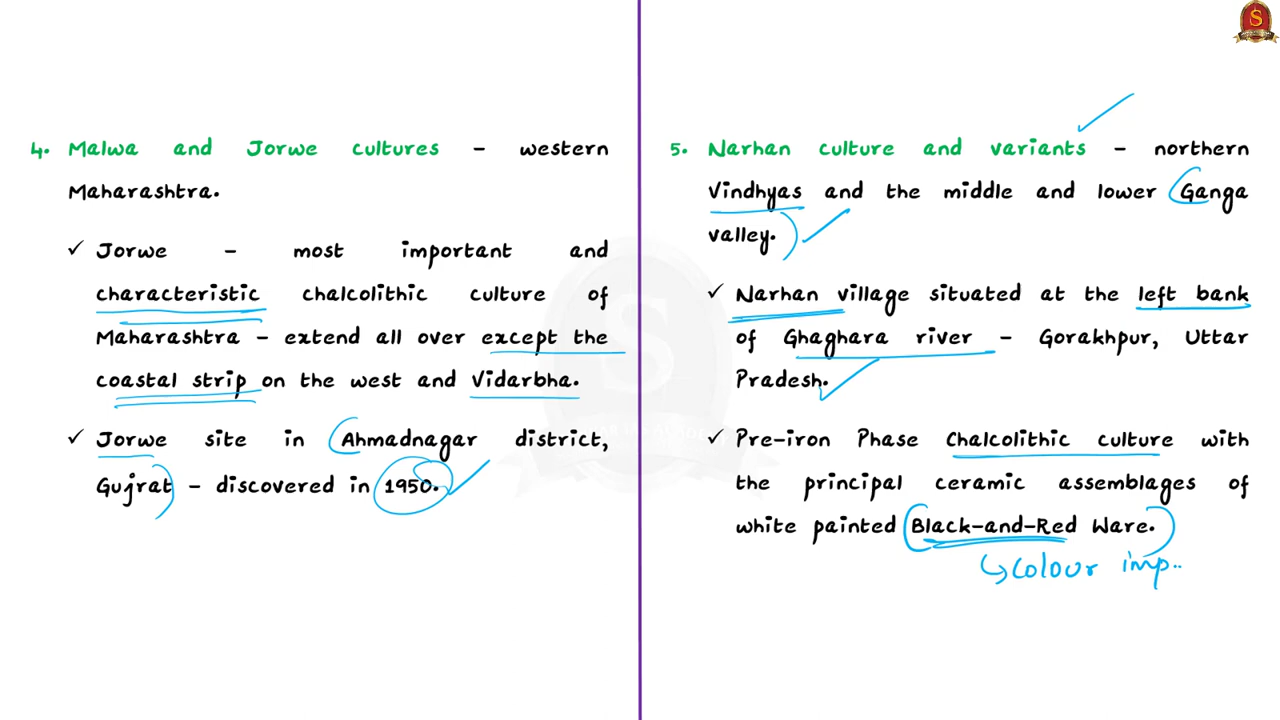 4. Malwa and Jorwe cultures – western
Maharashtra.
✓ Jorwe – most important and
characteristic chalcolithic culture of
Maharashtra – extend all over except the
coastal strip on the west and Vidarbha.
✓ Jorwe site in Ahmadnagar district,
Gujrat – discovered in 1950.
5. Narhan culture and variants – northern
Vindhyas and the middle and lower Ganga
valley.
✓ Narhan village situated at the left bank
of Ghaghara river – Gorakhpur, Uttar
Pradesh.
✓ Pre-iron Phase Chalcolithic culture with
the principal ceramic assemblages of
white painted Black-and-Red Ware.
↳ Colour imp..
S